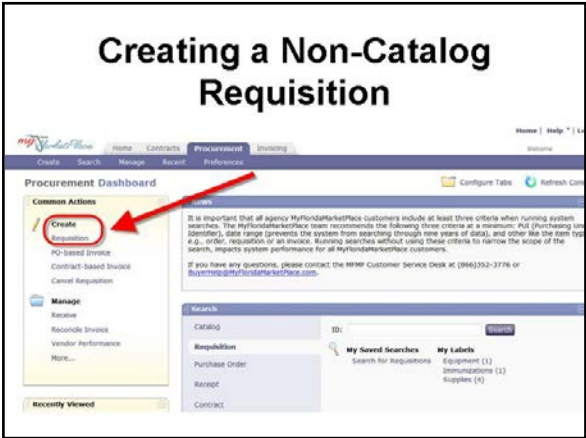 Creating a Non-Catalog
Requisition
Home | Help
my MarketPlace
Home Contracts Procurement Invoicing
Welcome
Create Search Manage Recent Preferences
Procurement Dashboard
Configure Tabs Refresh
Common Actions
Create
Requisition
PO-based Invoice
Contract-based Invoice
Cancel Requisition
Manage
Receive
Reconcile Invoice
Vendor Performance
More...
Recently Viewed
News
It is important that all agency MyFloridaMarketPlace customers include at least three criteria when running system
searches. The MyFloridaMarketPlace team recommends the following three criteria at a minimum: PUI (Purchasing
Identifier), date range (prevents the system from searching through nine years of data), and other like the item
e.g., order, requisition or an invoice. Running searches without using these criteria to narrow the scope of the
search, impacts system performance for all MyFloridaMarketPlace customers.
If you have any questions, please contact the MFMP Customer Service Desk at (866)352-3776 or
BuyerHelp@MyFloridaMarketPlace.com.
Search
Catalog
Requisition
Purchase Order
Receipt
Contract
ID: Search
My Saved Searches My Labels
Search for Requisitions Equipment (1)
Immunizations (1)
Supplies (4)